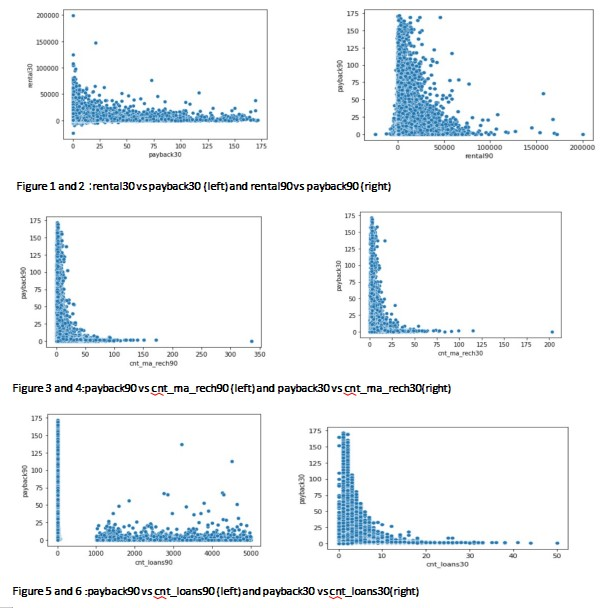 200000
150000
100000
50000
0
rental30
0 25 50 75 100 125 150 175
payback30
175
150
125
100
75
50
25
0
payback90
0 50000 100000 150000 200000
rental90
Figure 1 and 2 :rental30 vs payback30 (left) and rental90 vs payback90 (right)
175
150
125
100
75
50
25
0
payback90
0 50 100 150 200 250 300 350
cnt_ma_rech90
175
150
125
100
75
50
25
0
payback30
0 25 50 75 100 125 150 175 200
cnt_ma_rech30
Figure 3 and 4:payback90 vs cnt_ma_rech90 (left) and payback30 vs cnt_ma_rech30(right)
175
150
125
100
75
50
25
0
payback90
0 1000 2000 3000 4000 5000
cnt_loans90
175
150
125
100
75
50
25
0
payback30
0 10 20 30 40 50
cnt_loans30
Figure 5 and 6 :payback90 vs cnt_loans90 (left) and payback30 vs cnt_loans30(right)